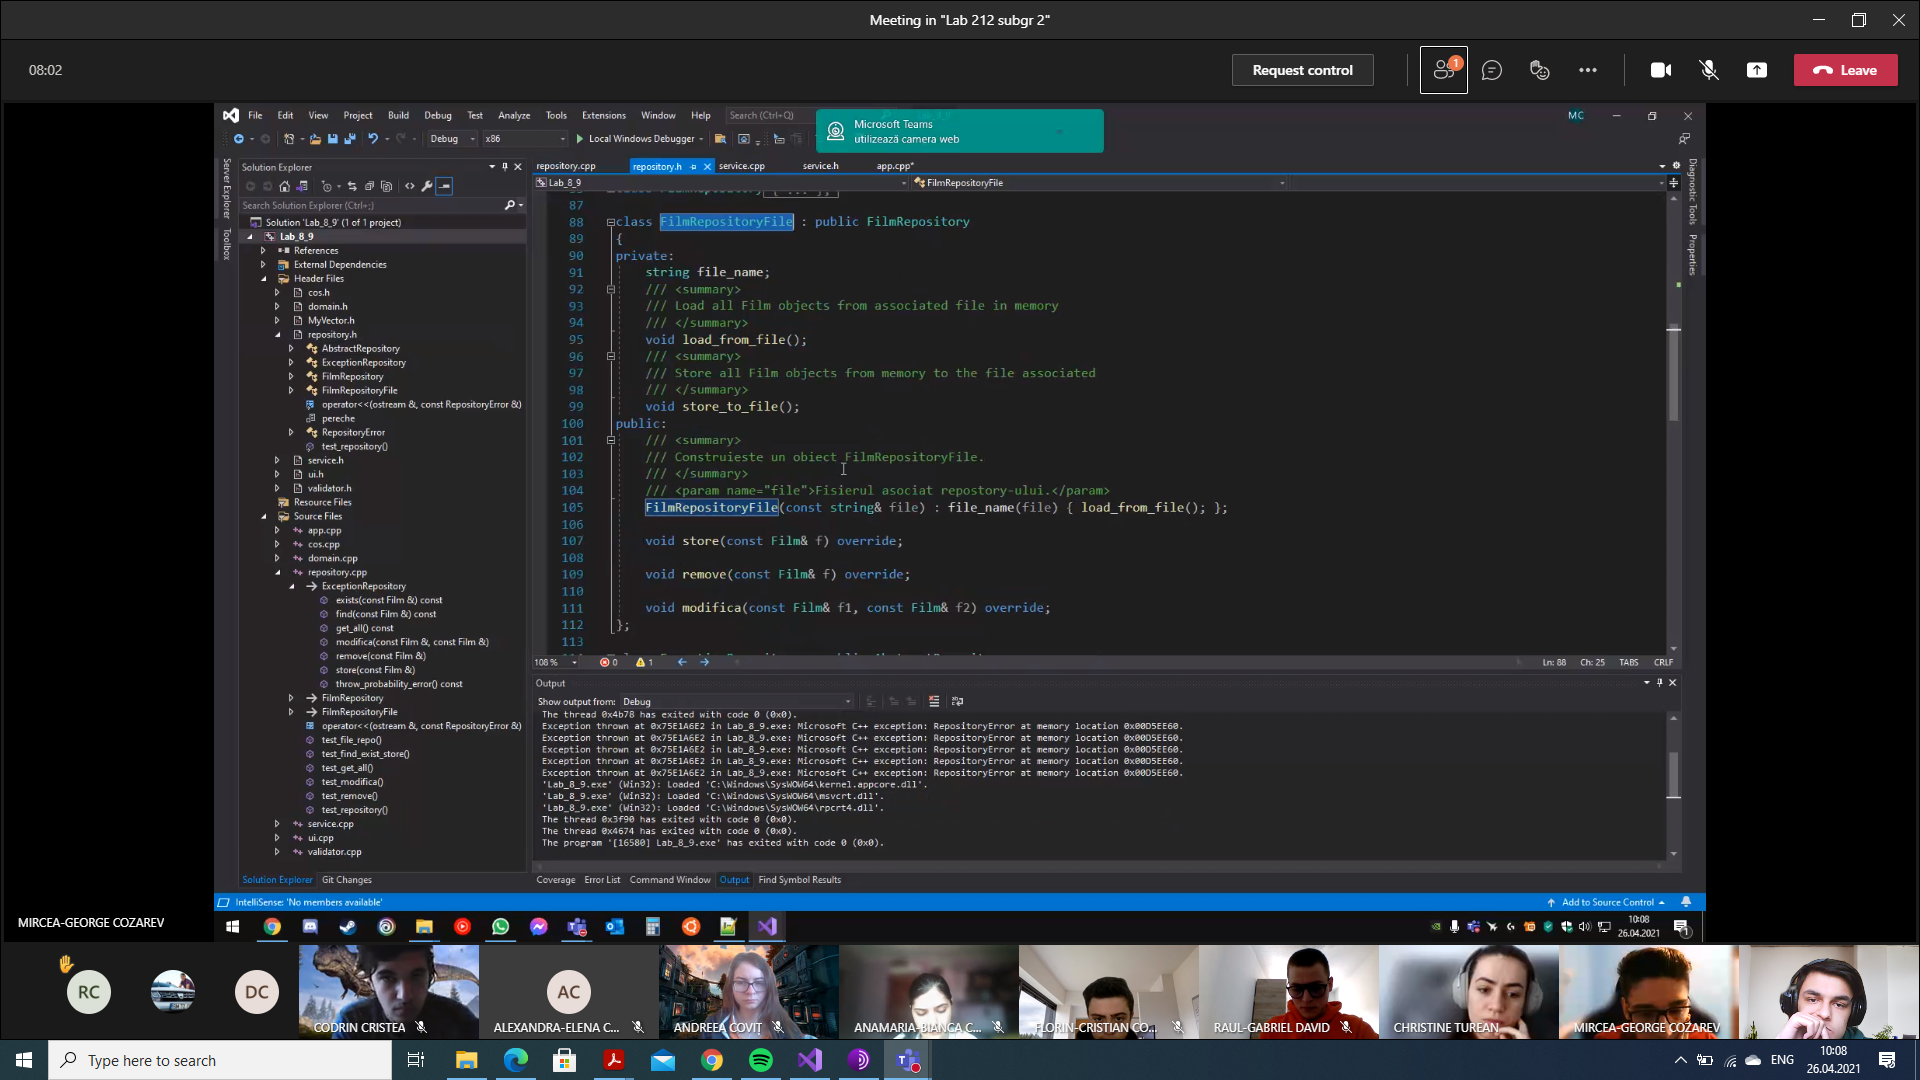 Meeting in "Lab 212 subgr 2"
08:02
Request control
1
Leave
File Edit View Project Build Debug Test Analyze Tools Extensions Window Help Search (Ctrl+Q)
MC
Microsoft Teams
utilizează camera web
Debug x86 Local Windows Debugger
Server Explorer
Toolbox
Solution Explorer
Search Solution Explorer (Ctrl+;)
Solution 'Lab_8_9' (1 of 1 project)
Lab_8_9
References
External Dependencies
Header Files
cos.h
domain.h
MyVector.h
repository.h
AbstractRepository
ExceptionRepository
FilmRepository
FilmRepositoryFile
operator<<(ostream &, const RepositoryError &)
pereche
RepositoryError
test_repository()
service.h
ui.h
validator.h
Resource Files
Source Files
app.cpp
cos.cpp
domain.cpp
repository.cpp
ExceptionRepository
exists(const Film &) const
find(const Film &) const
get_all() const
modifica(const Film &, const Film &)
remove(const Film &)
store(const Film &)
throw_probability_error() const
FilmRepository
FilmRepositoryFile
operator<<(ostream &, const RepositoryError &)
test_file_repo()
test_find_exist_store()
test_get_all()
test_modifica()
test_remove()
test_repository()
service.cpp
ui.cpp
validator.cpp
Solution Explorer Git Changes
repository.cpp repository.h service.cpp service.h app.cpp*
Lab_8_9 FilmRepositoryFile
87
88 class FilmRepositoryFile : public FilmRepository
89 {
90 private:
91 string file_name;
92 /// <summary>
93 /// Load all Film objects from associated file in memory
94 /// </summary>
95 void load_from_file();
96 /// <summary>
97 /// Store all Film objects from memory to the file associated
98 /// </summary>
99 void store_to_file();
100 public:
101 /// <summary>
102 /// Construieste un obiect FilmRepositoryFile.
103 /// </summary>
104 /// <param name="file">Fisierul asociat repostory-ului.</param>
105 FilmRepositoryFile(const string& file) : file_name(file) { load_from_file(); };
106
107 void store(const Film& f) override;
108
109 void remove(const Film& f) override;
110
111 void modifica(const Film& f1, const Film& f2) override;
112 };
113
Diagnostic Tools
Properties
108 % 0 1 Ln: 88 Ch: 25 TABS CRLF
Output
Show output from: Debug
The thread 0x4b78 has exited with code 0 (0x0).
Exception thrown at 0x75E1A6E2 in Lab_8_9.exe: Microsoft C++ exception: RepositoryError at memory location 0x00D5EE60.
Exception thrown at 0x75E1A6E2 in Lab_8_9.exe: Microsoft C++ exception: RepositoryError at memory location 0x00D5EE60.
Exception thrown at 0x75E1A6E2 in Lab_8_9.exe: Microsoft C++ exception: RepositoryError at memory location 0x00D5EE60.
Exception thrown at 0x75E1A6E2 in Lab_8_9.exe: Microsoft C++ exception: RepositoryError at memory location 0x00D5EE60.
Exception thrown at 0x75E1A6E2 in Lab_8_9.exe: Microsoft C++ exception: RepositoryError at memory location 0x00D5EE60.
'Lab_8_9.exe' (Win32): Loaded 'C:\Windows\SysWOW64\kernel.appcore.dll'.
'Lab_8_9.exe' (Win32): Loaded 'C:\Windows\SysWOW64\msvcrt.dll'.
'Lab_8_9.exe' (Win32): Loaded 'C:\Windows\SysWOW64\rpcrt4.dll'.
The thread 0x3f90 has exited with code 0 (0x0).
The thread 0x4674 has exited with code 0 (0x0).
The program '[16580] Lab_8_9.exe' has exited with code 0 (0x0).
Coverage Error List Command Window Output Find Symbol Results
IntelliSense: 'No members available' Add to Source Control
10:08
26.04.2021
1
MIRCEA-GEORGE COZAREV
RC
DC
CODRIN CRISTEA
AC
ALEXANDRA-ELENA C...
ANDREEA COVIT
ANAMARIA-BIANCA C...
FLORIN-CRISTIAN CO...
RAUL-GABRIEL DAVID
CHRISTINE TUREAN
MIRCEA-GEORGE COZAREV
Type here to search
ENG
10:08
26.04.2021